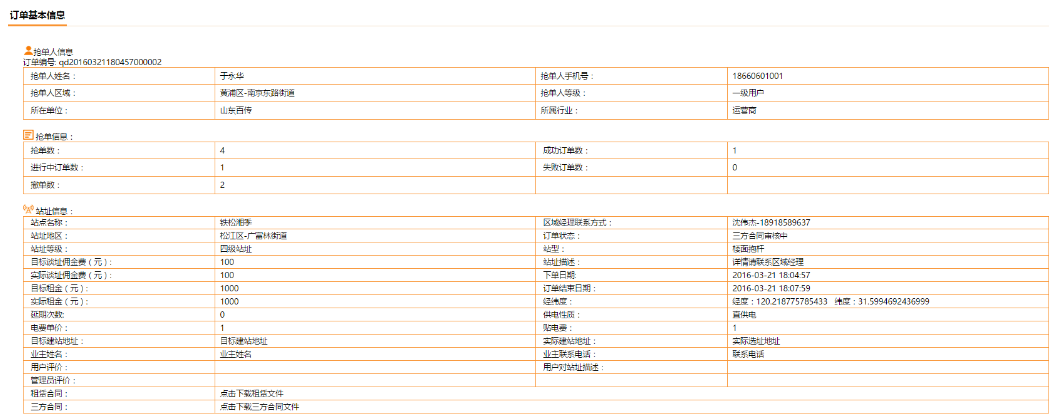 订单基本信息
抢单人信息
订单编号: qd20160321180457000002
抢单人姓名： 于永华 抢单人手机号： 18660601001
抢单人区域： 黄浦区-南京东路街道 抢单人等级： 一级用户
所在单位： 山东百传 所属行业： 运营商
抢单信息：
抢单数： 4 成功订单数： 1
进行中订单数： 1 失败订单数： 0
撤单数： 2
站址信息：
站点名称： 铁松湘季 区域经理联系方式： 沈伟杰-18918589637
站址地区： 松江区-广富林街道 订单状态： 三方合同审核中
站址等级： 四级站址 站型： 楼面抱杆
目标谈址佣金费（元）： 100 站址描述： 详情请联系区域经理
实际谈址佣金费（元）： 100 下单日期: 2016-03-21 18:04:57
目标租金（元）： 1000 订单结束日期： 2016-03-21 18:07:59
实际租金（元）： 1000 经纬度： 经度：120.218775785433 纬度：31.5994692436999
延期次数: 0 供电性质： 直供电
电费单价： 1 贴电费： 1
目标建站地址： 目标建站地址 实际建站地址： 实际选址地址
业主姓名： 业主姓名 业主联系电话： 联系电话
用户评价： 用户对站址描述：
管理员评价：
租赁合同： 点击下载租赁文件
三方合同： 点击下载三方合同文件